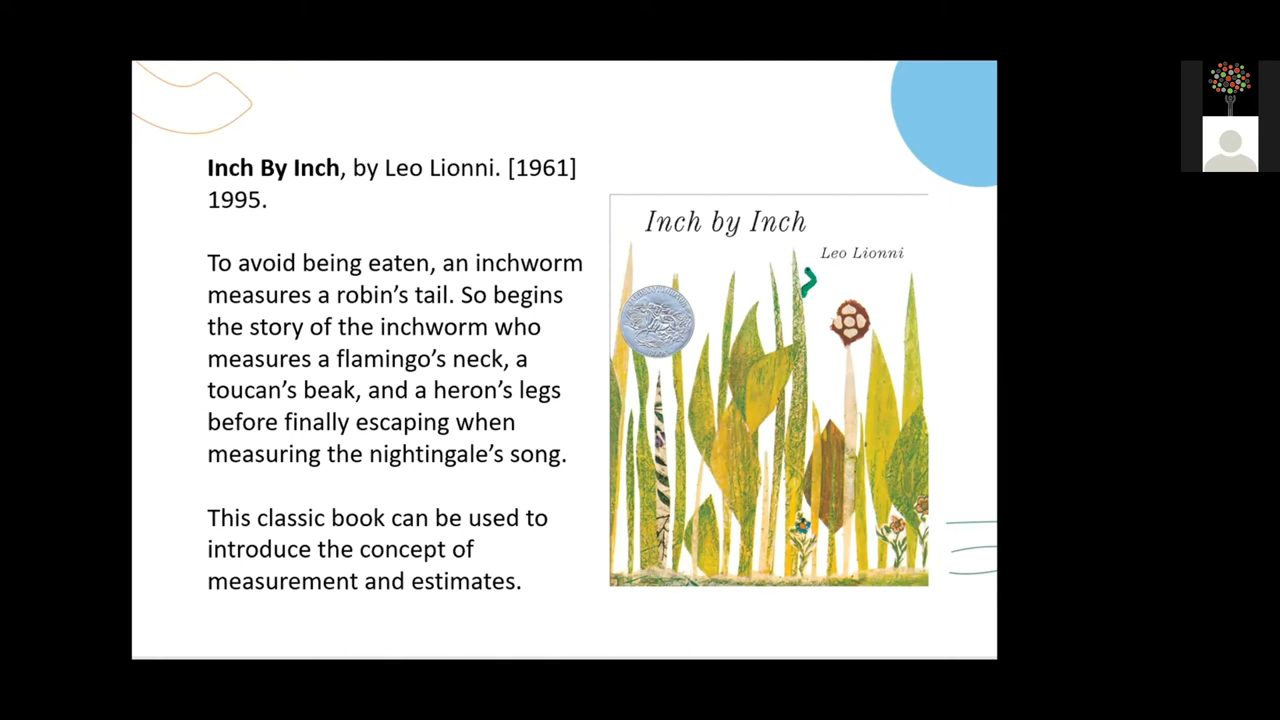 Inch By Inch, by Leo Lionni. [1961]
1995.
To avoid being eaten, an inchworm
measures a robin’s tail. So begins
the story of the inchworm who
measures a flamingo’s neck, a
toucan’s beak, and a heron’s legs
before finally escaping when
measuring the nightingale’s song.
This classic book can be used to
introduce the concept of
measurement and estimates.
Inch by Inch
Leo Lionni